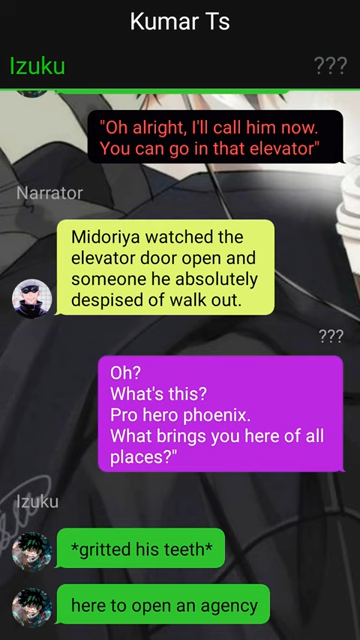 Kumar Ts
Izuku
???
"Oh alright, I'll call him now.
You can go in that elevator"
Narrator
Midoriya watched the
elevator door open and
someone he absolutely
despised of walk out.
???
Oh?
What's this?
Pro hero phoenix.
What brings you here of all
places?"
Izuku
*gritted his teeth*
here to open an agency